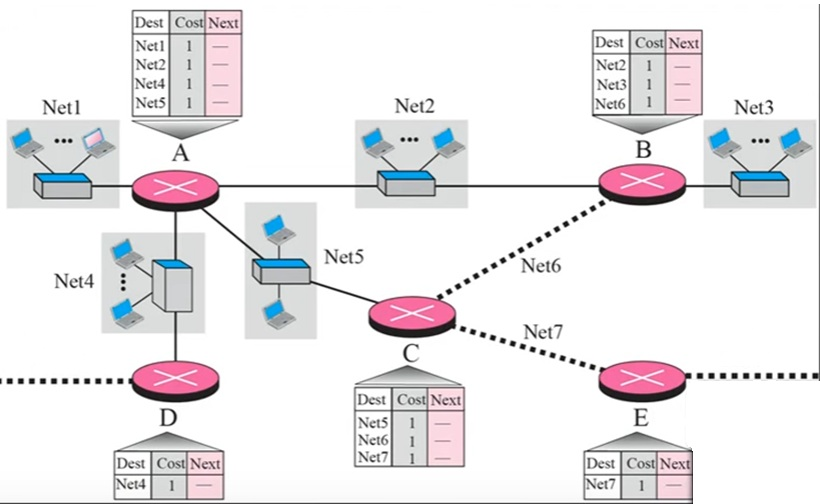 Dest Cost Next
Net1 1 —
Net2 1 —
Net4 1 —
Net5 1 —
Dest Cost Next
Net2 1 —
Net3 1 —
Net6 1 —
Net1
Net2
Net3
A
B
Net4
Net5
Net6
Net7
C
D
E
Dest Cost Next
Net5 1 —
Net6 1 —
Net7 1 —
Dest Cost Next
Net4 1 —
Dest Cost Next
Net7 1 —